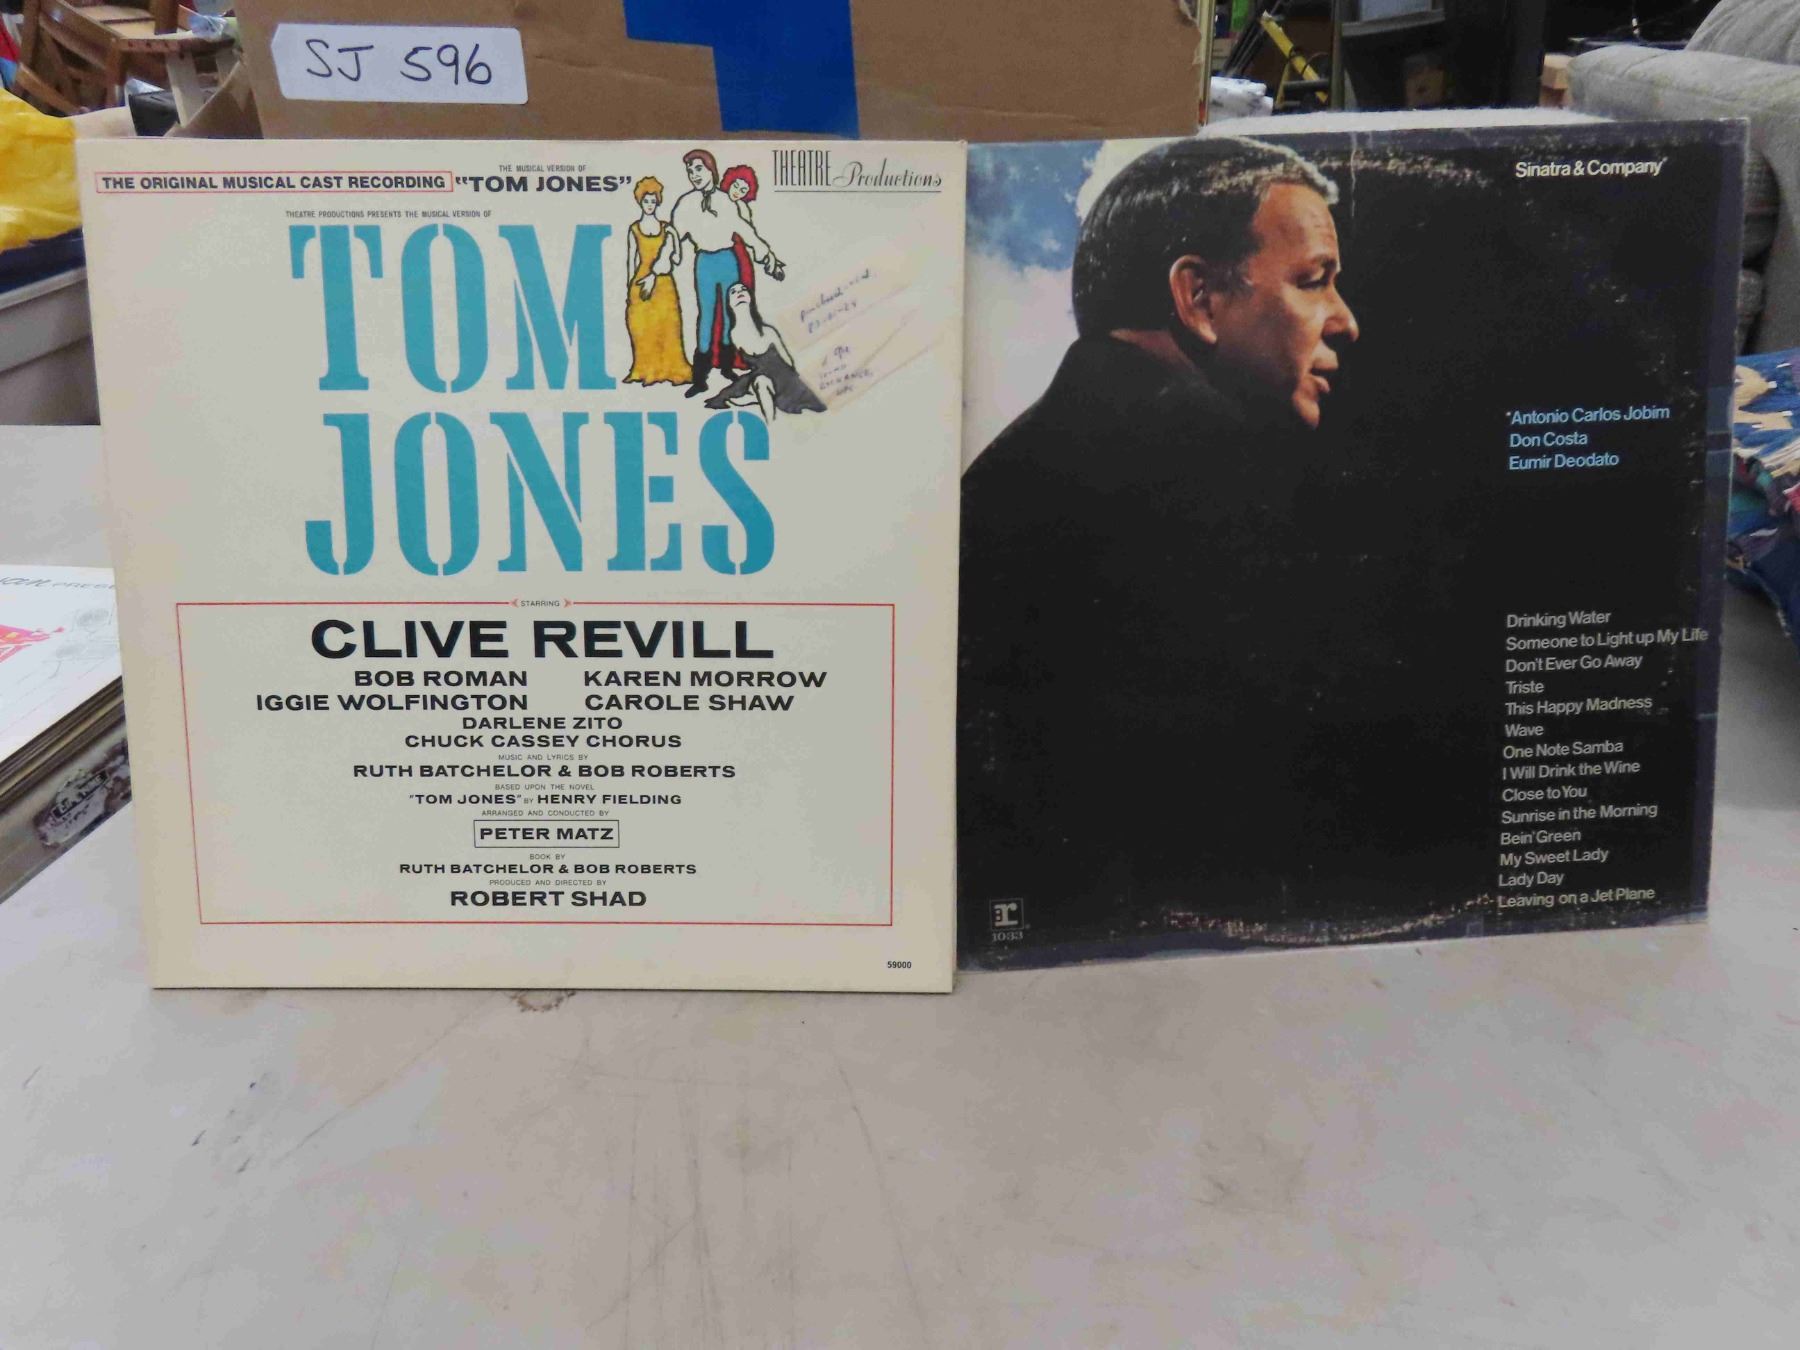 SJ 596
THE ORIGINAL MUSICAL CAST RECORDING
THE MUSICAL VERSION OF
"TOM JONES"
THEATRE Productions
THEATRE PRODUCTIONS PRESENTS THE MUSICAL VERSION OF
TOM
JONES
STARRING
CLIVE REVILL
BOB ROMAN KAREN MORROW
IGGIE WOLFINGTON CAROLE SHAW
DARLENE ZITO
CHUCK CASSEY CHORUS
MUSIC AND LYRICS BY
RUTH BATCHELOR & BOB ROBERTS
BASED UPON THE NOVEL
"TOM JONES" BY HENRY FIELDING
ARRANGED AND CONDUCTED BY
PETER MATZ
BOOK BY
RUTH BATCHELOR & BOB ROBERTS
PRODUCED AND DIRECTED BY
ROBERT SHAD
59000
Sinatra & Company*
*Antonio Carlos Jobim
Don Costa
Eumir Deodato
Drinking Water
Someone to Light up My Life
Don't Ever Go Away
Triste
This Happy Madness
Wave
One Note Samba
I Will Drink the Wine
Close to You
Sunrise in the Morning
Bein' Green
My Sweet Lady
Lady Day
Leaving on a Jet Plane
r
1033